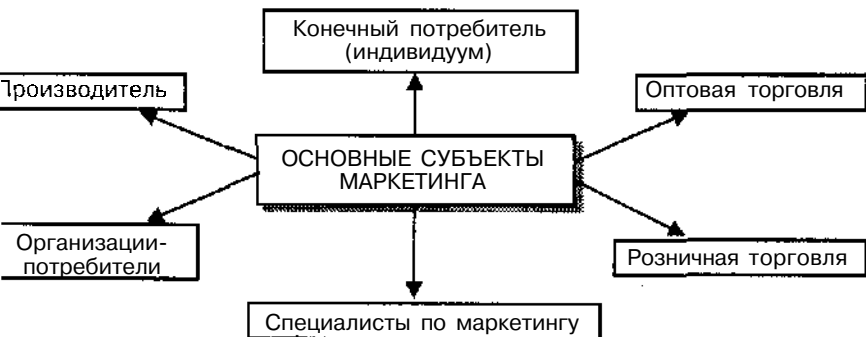 Конечный потребитель
(индивидуум)
Производитель
Оптовая торговля
ОСНОВНЫЕ СУБЪЕКТЫ
МАРКЕТИНГА
Организации-
потребители
Розничная торговля
Специалисты по маркетингу